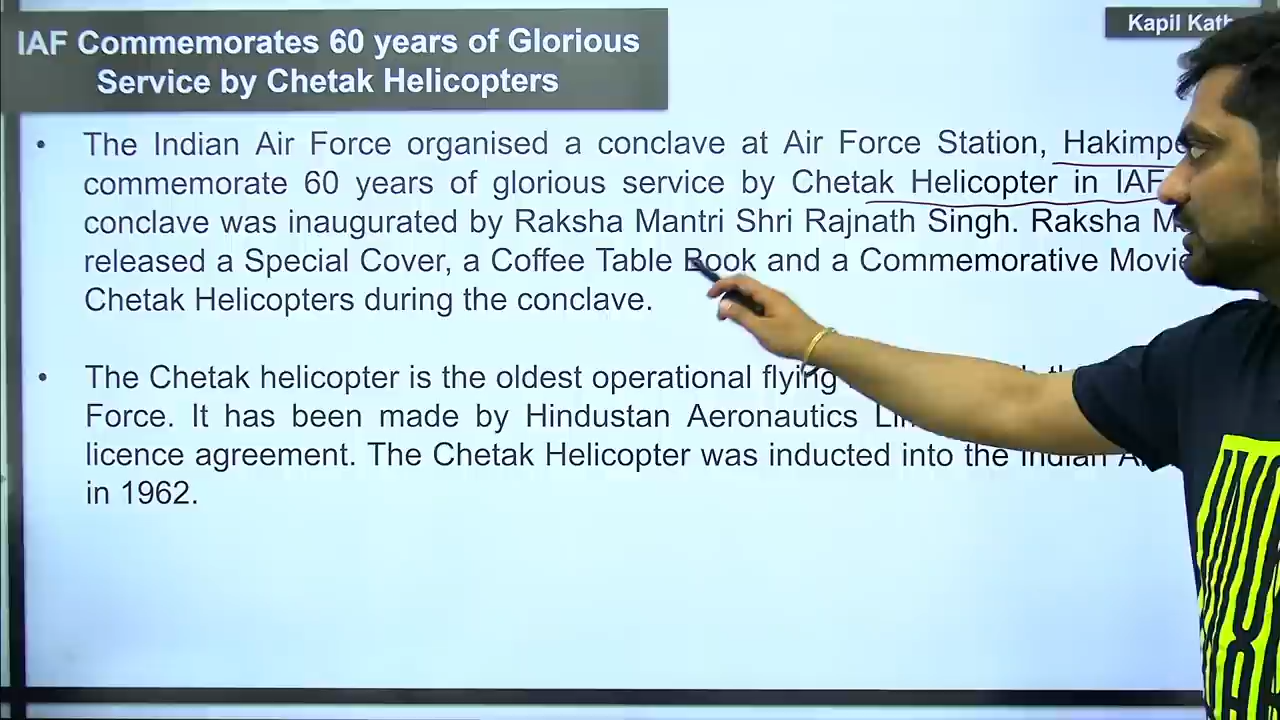 IAF Commemorates 60 years of Glorious
Service by Chetak Helicopters
Kapil
• The Indian Air Force organised a conclave at Air Force Station,
commemorate 60 years of glorious service by Chetak Helicopter in IAF
conclave was inaugurated by Raksha Mantri Shri Rajnath Singh. Raksha
released a Special Cover, a Coffee Table Book and a Commemorative
Chetak Helicopters during the conclave.
• The Chetak helicopter is the oldest operational flying
Force. It has been made by Hindustan Aeronautics
licence agreement. The Chetak Helicopter was inducted into the Indian
in 1962.